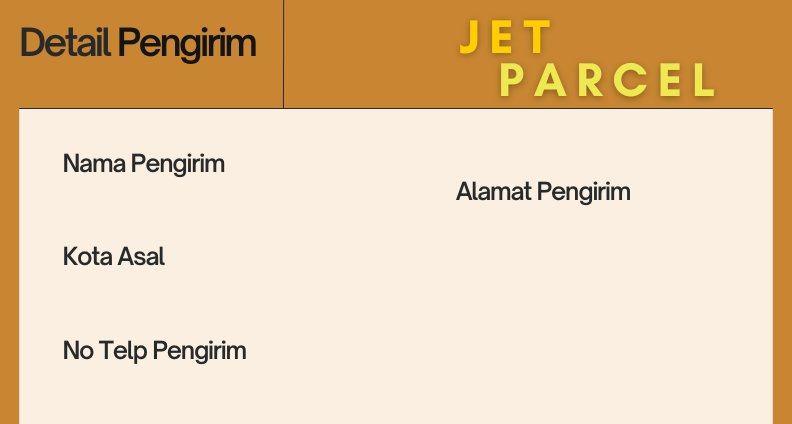 Detail Pengirim
JET
PARCEL
Nama Pengirim
Alamat Pengirim
Kota Asal
No Telp Pengirim